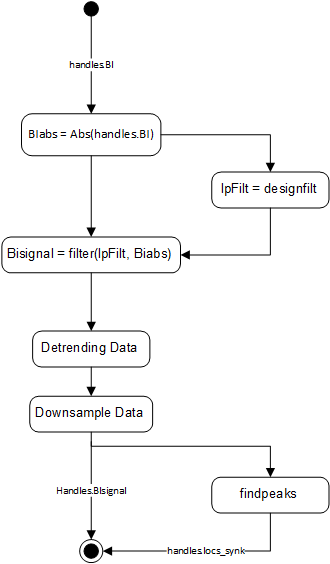 handles.BI
BIabs = Abs(handles.BI)
lpFilt = designfilt
Bisignal = filter(lpFilt, Biabs)
Detrending Data
Downsample Data
Handles.BIsignal
findpeaks
handles.locs_synk